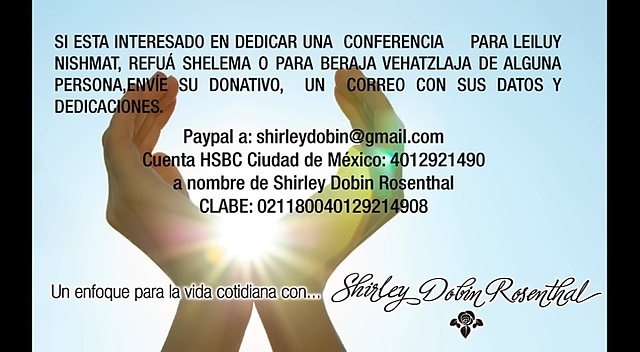 SI ESTA INTERESADO EN DEDICAR UNA CONFERENCIA PARA LEILUY
NISHMAT, REFUÁ SHELEMA O PARA BERAJA VEHATZLAJA DE ALGUNA
PERSONA,ENVÍE SU DONATIVO, UN CORREO CON SUS DATOS Y
DEDICACIONES.
Paypal a: shirleydobin@gmail.com
Cuenta HSBC Ciudad de México: 4012921490
a nombre de Shirley Dobin Rosenthal
CLABE: 021180040129214908
Un enfoque para la vida cotidiana con... Shirley Dobin Rosenthal